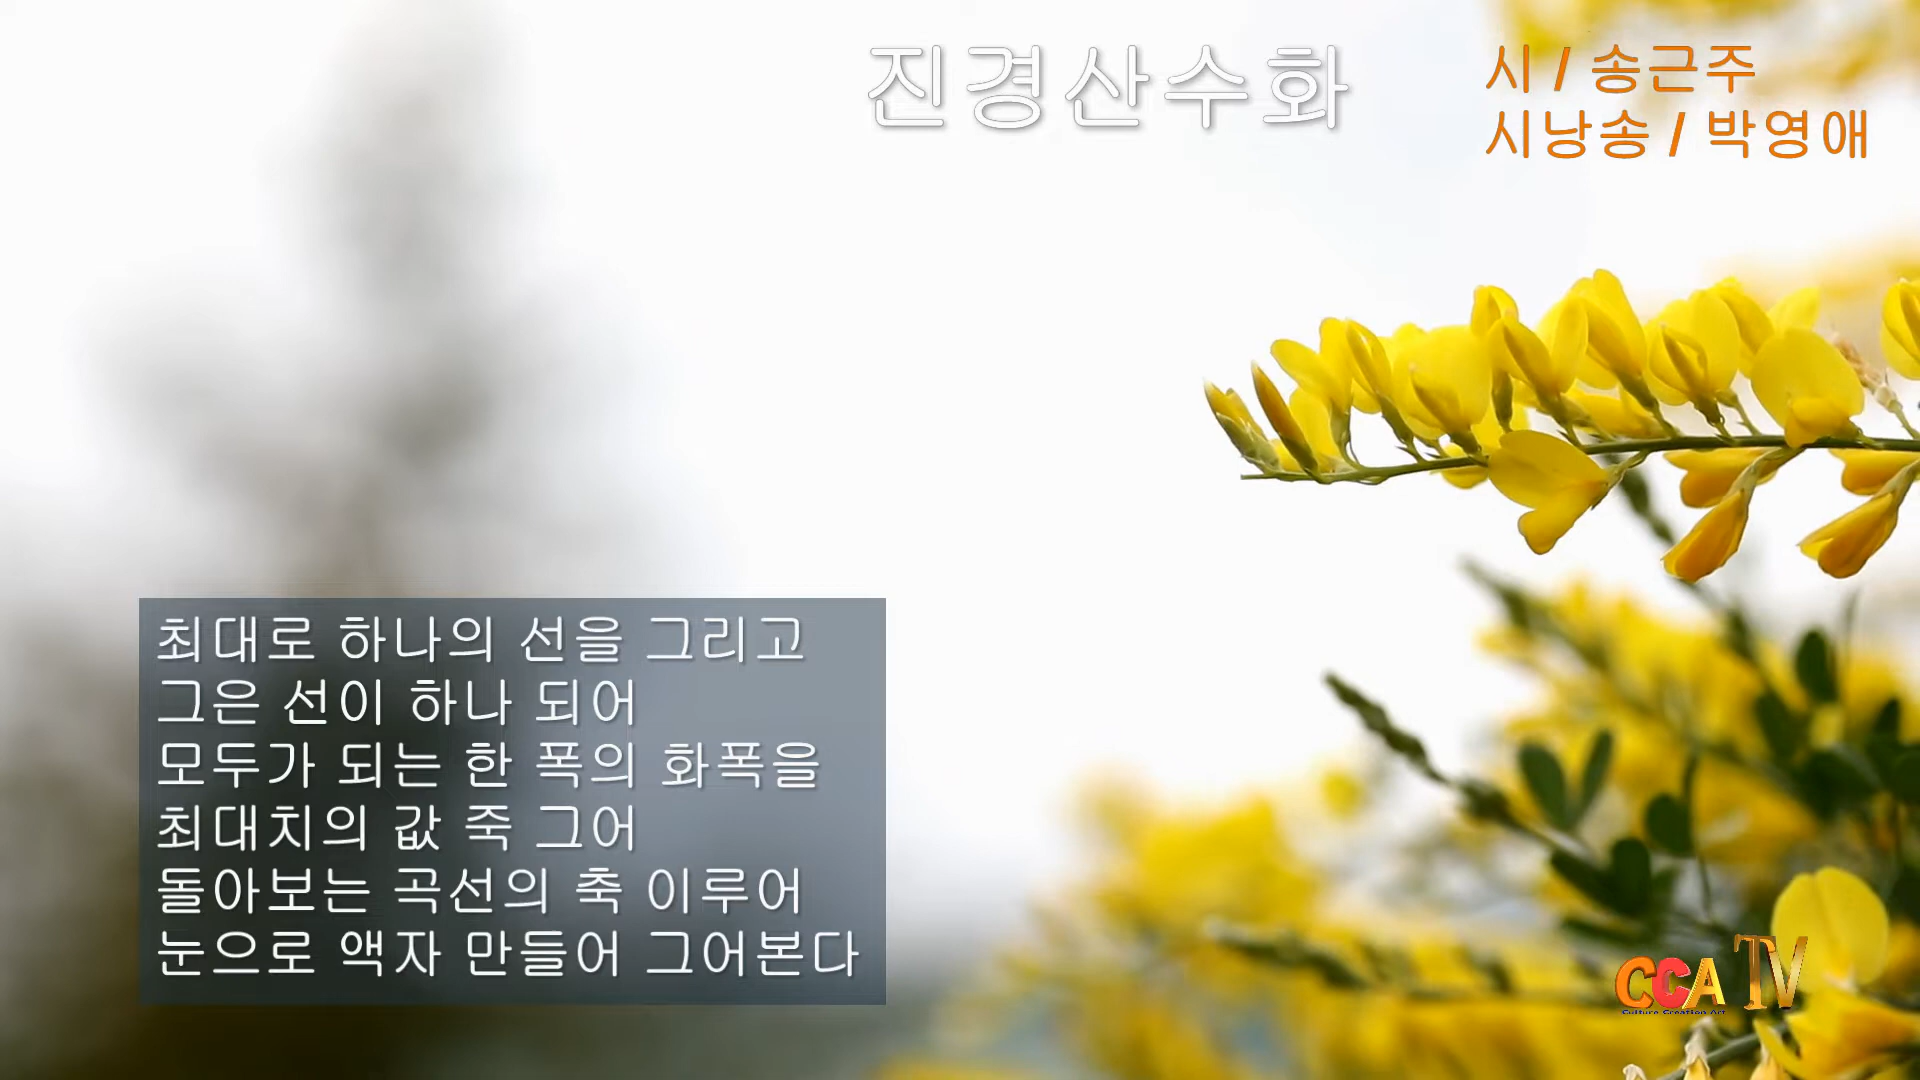 진경산수화
시 / 송근주
시낭송 / 박영애
최대로 하나의 선을 그리고
그은 선이 하나 되어
모두가 되는 한 폭의 화폭을
최대치의 값 죽 그어
돌아보는 곡선의 축 이루어
눈으로 액자 만들어 그어본다
CCA TV
Culture Creation Art